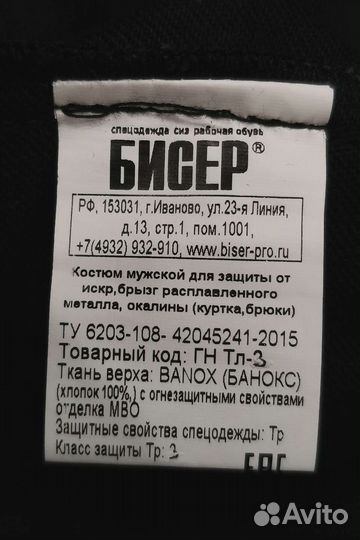 спецодежда сиз рабочая обувь
БИСЕР®
РФ, 153031, г.Иваново, ул.23-я Линия,
д.13, стр.1, пом.1001,
+7(4932) 932-910, www.biser-pro.ru
Костюм мужской для защиты от
искр,брызг расплавленного
металла, окалины (куртка,брюки)
ТУ 6203-108- 42045241-2015
Товарный код: ГН Тл-3
Ткань верха: BANOX (БАНОКС)
(хлопок 100%,) с огнезащитными свойствами
отделка МВО
Защитные свойства спецодежды: Тр
Класс защиты Тр: 3
ЕАС
Avito